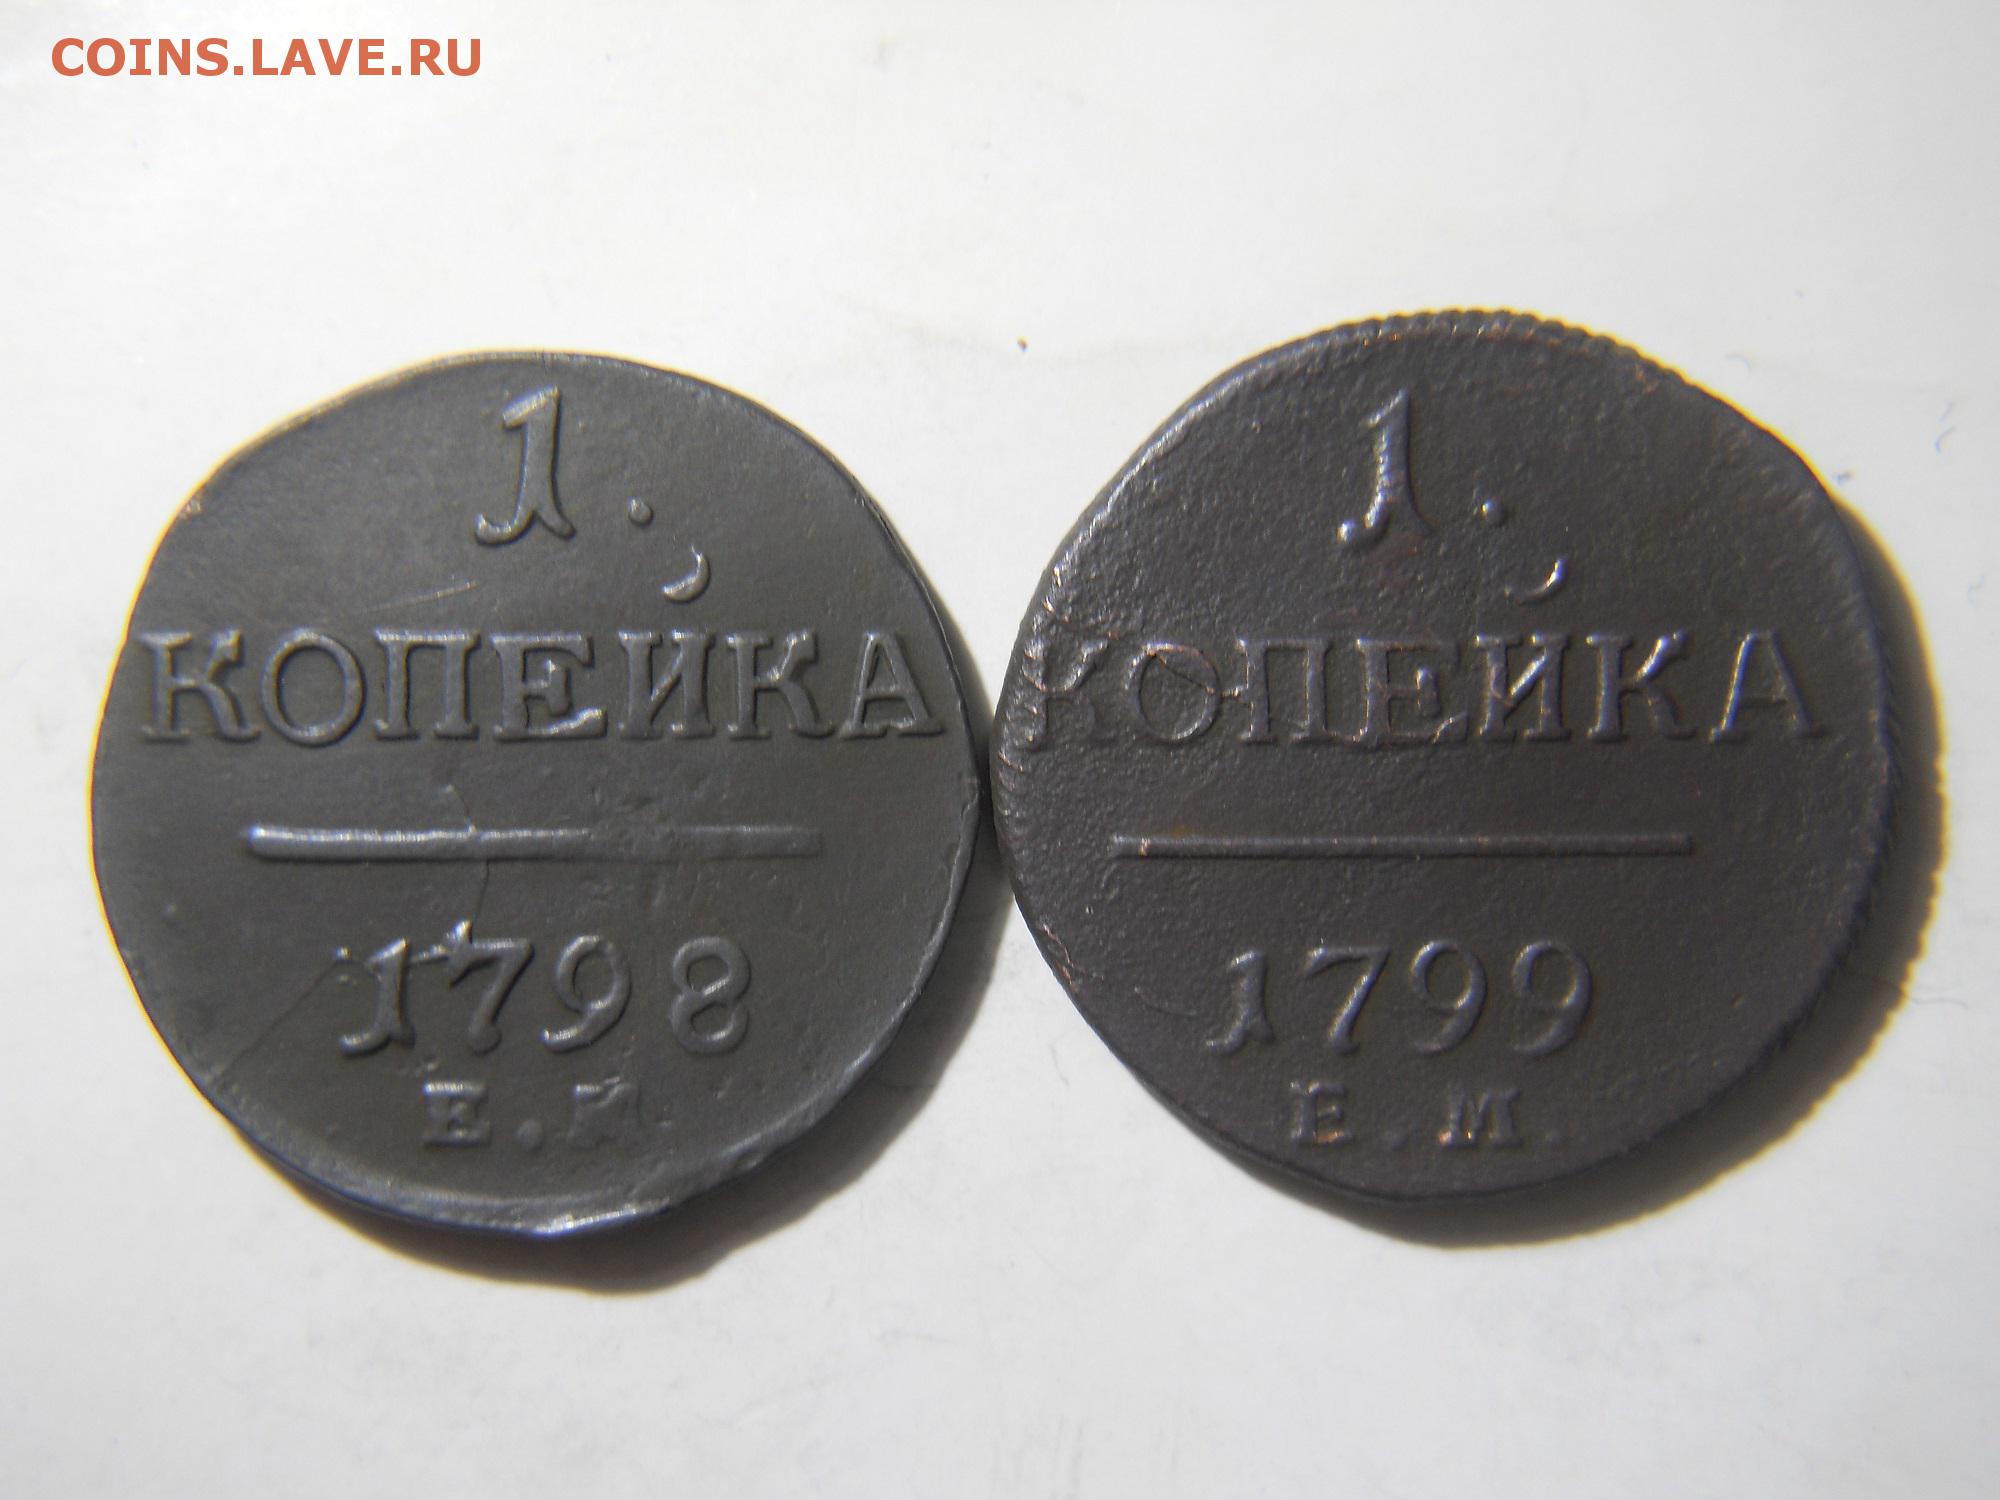 COINS.LAVE.RU
1.
КОПЕЙКА
1798
Е.М.
1.
КОПЕЙКА
1799
Е.М.